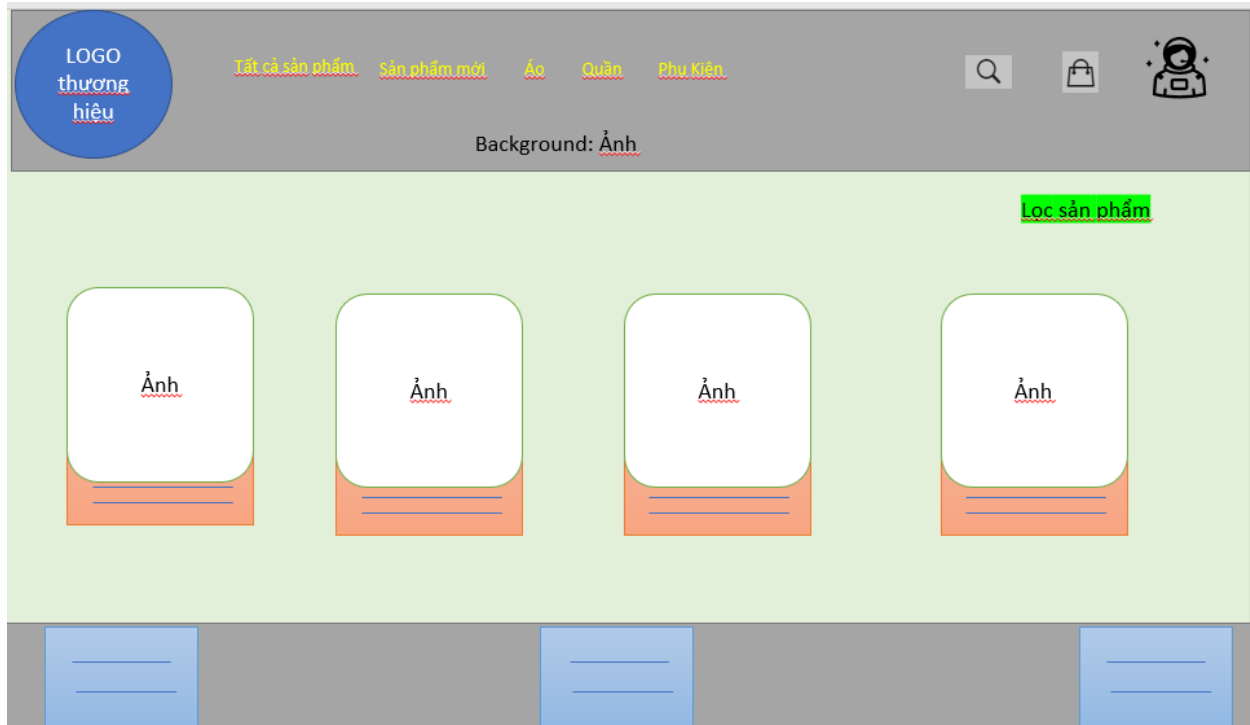 LOGO
thương
hiệu
Tất cả sản phẩm
Sản phẩm mới
Áo
Quần
Phụ Kiện
Background: Ảnh
Lọc sản phẩm
Ảnh
Ảnh
Ảnh
Ảnh